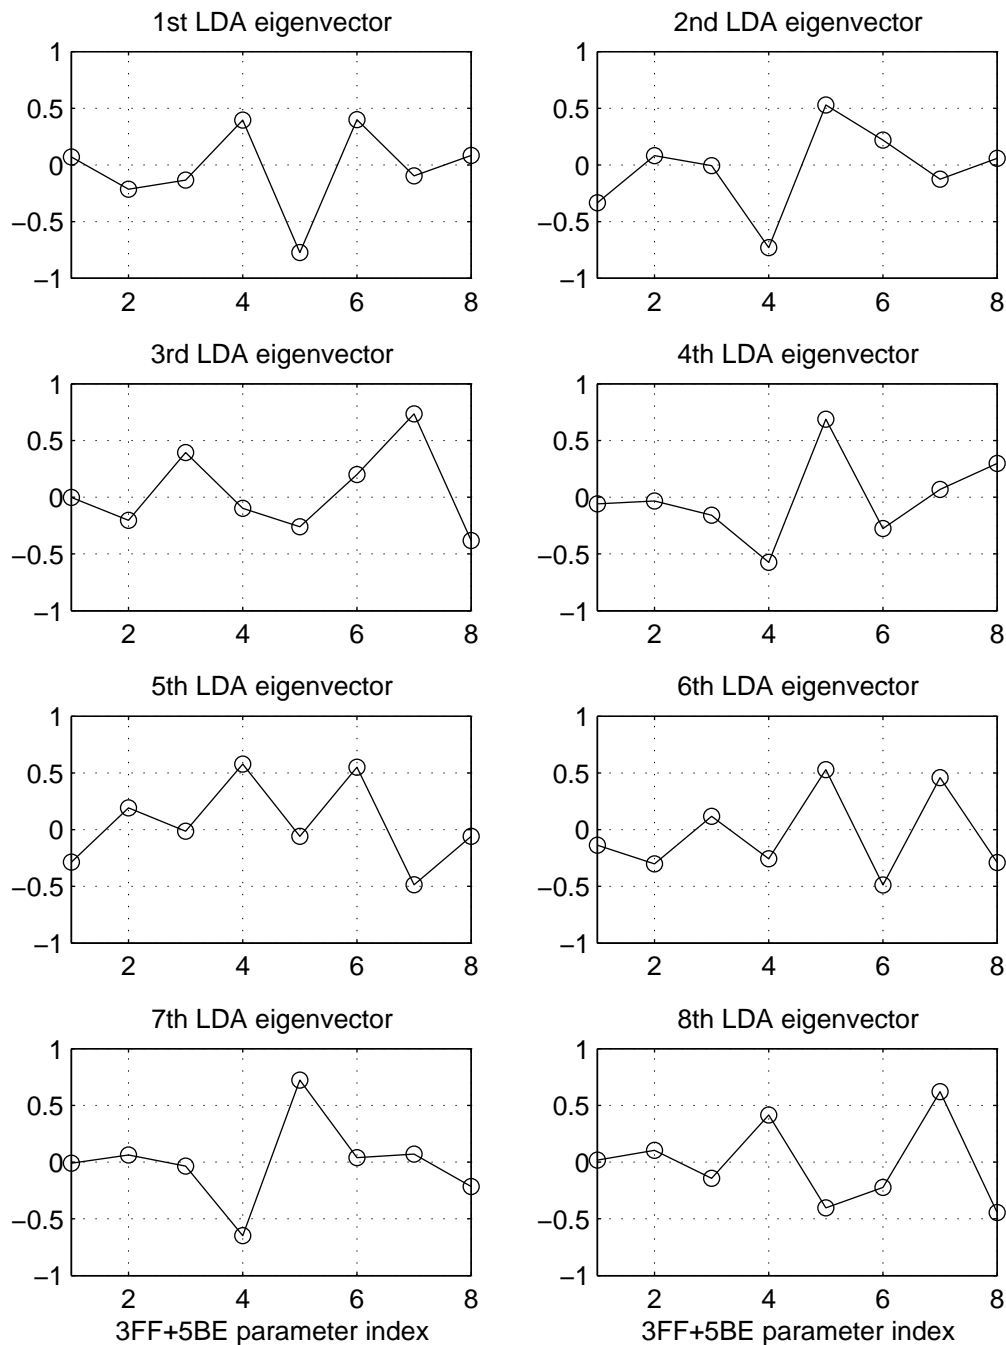 1st LDA eigenvector
1
0.5
0
−0.5
−1
2 4 6 8
2nd LDA eigenvector
1
0.5
0
−0.5
−1
2 4 6 8
3rd LDA eigenvector
1
0.5
0
−0.5
−1
2 4 6 8
4th LDA eigenvector
1
0.5
0
−0.5
−1
2 4 6 8
5th LDA eigenvector
1
0.5
0
−0.5
−1
2 4 6 8
6th LDA eigenvector
1
0.5
0
−0.5
−1
2 4 6 8
7th LDA eigenvector
1
0.5
0
−0.5
−1
2 4 6 8
3FF+5BE parameter index
8th LDA eigenvector
1
0.5
0
−0.5
−1
2 4 6 8
3FF+5BE parameter index